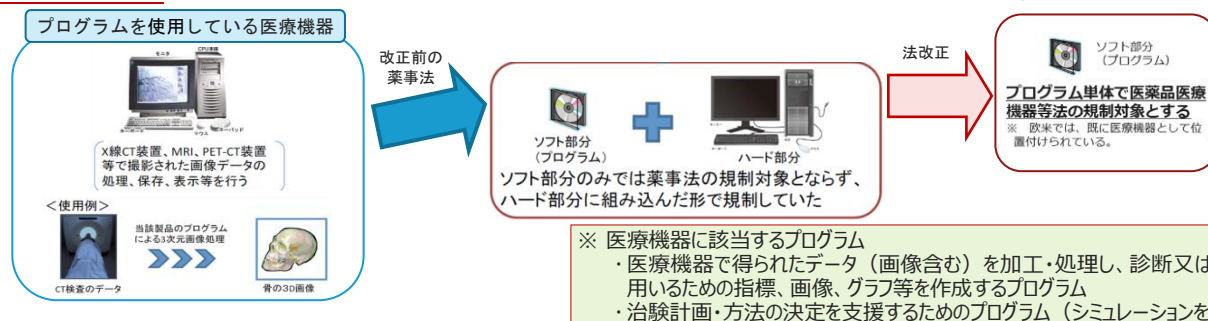 プログラムを使用している医療機器
モニタ
CPU本体
キーボード
マウス
キーパッド
X線CT装置、MRI、PET-CT装置
等で撮影された画像データの
処理、保存、表示等を行う
<使用例>
当該製品のプログラム
による3次元画像処理
CT検査のデータ
骨の3D画像
改正前の
薬事法
ソフト部分
(プログラム)
ハード部分
ソフト部分のみでは薬事法の規制対象とならず、
ハード部分に組み込んだ形で規制していた
法改正
ソフト部分
(プログラム)
プログラム単体で医薬品医療
機器等法の規制対象とする
※ 欧米では、既に医療機器として位
置付けられている。
※ 医療機器に該当するプログラム
・医療機器で得られたデータ(画像含む)を加工・処理し、診断又は
用いるための指標、画像、グラフ等を作成するプログラム
・治験計画・方法の決定を支援するためのプログラム(シミュレーションを